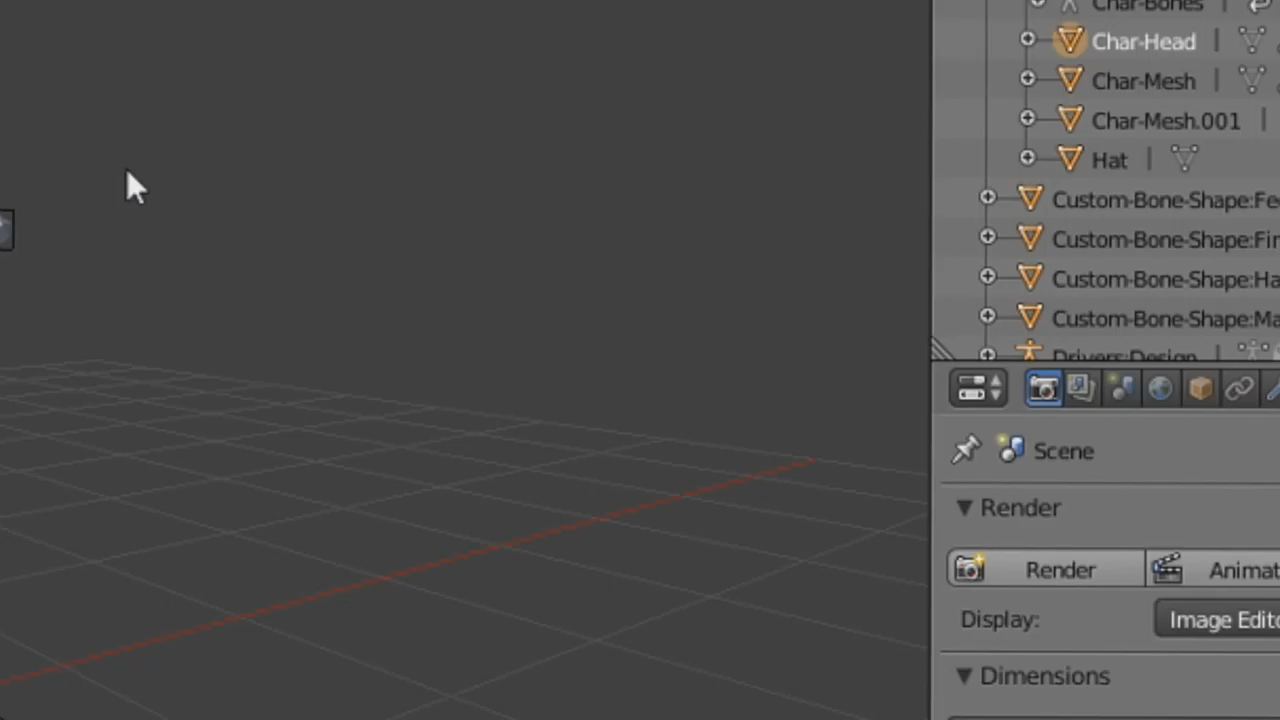 Char-Bones
Char-Head
Char-Mesh
Char-Mesh.001
Hat
Custom-Bone-Shape:Fe
Custom-Bone-Shape:Fin
Custom-Bone-Shape:Ha
Custom-Bone-Shape:Ma
Drivers:Design
Scene
Render
Render Animat
Display: Image Edito
Dimensions